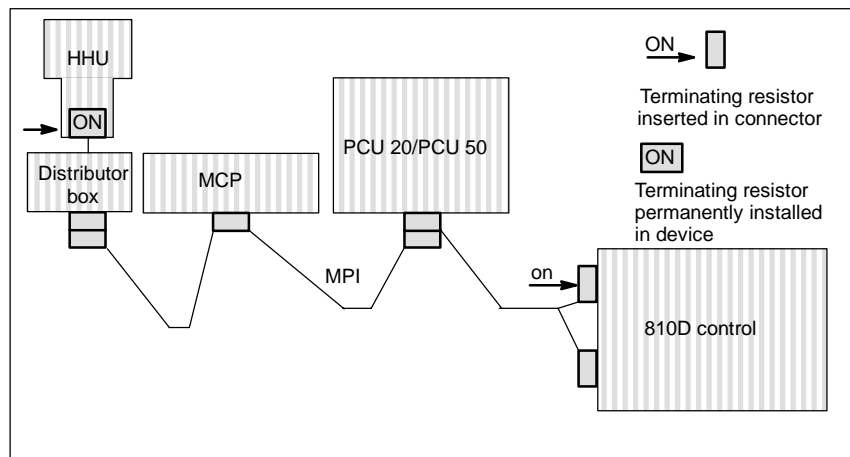 HHU
ON
Distributor
box
MCP
PCU 20/PCU 50
MPI
ON
Terminating resistor
inserted in connector
ON
Terminating resistor
permanently installed
in device
on
810D control